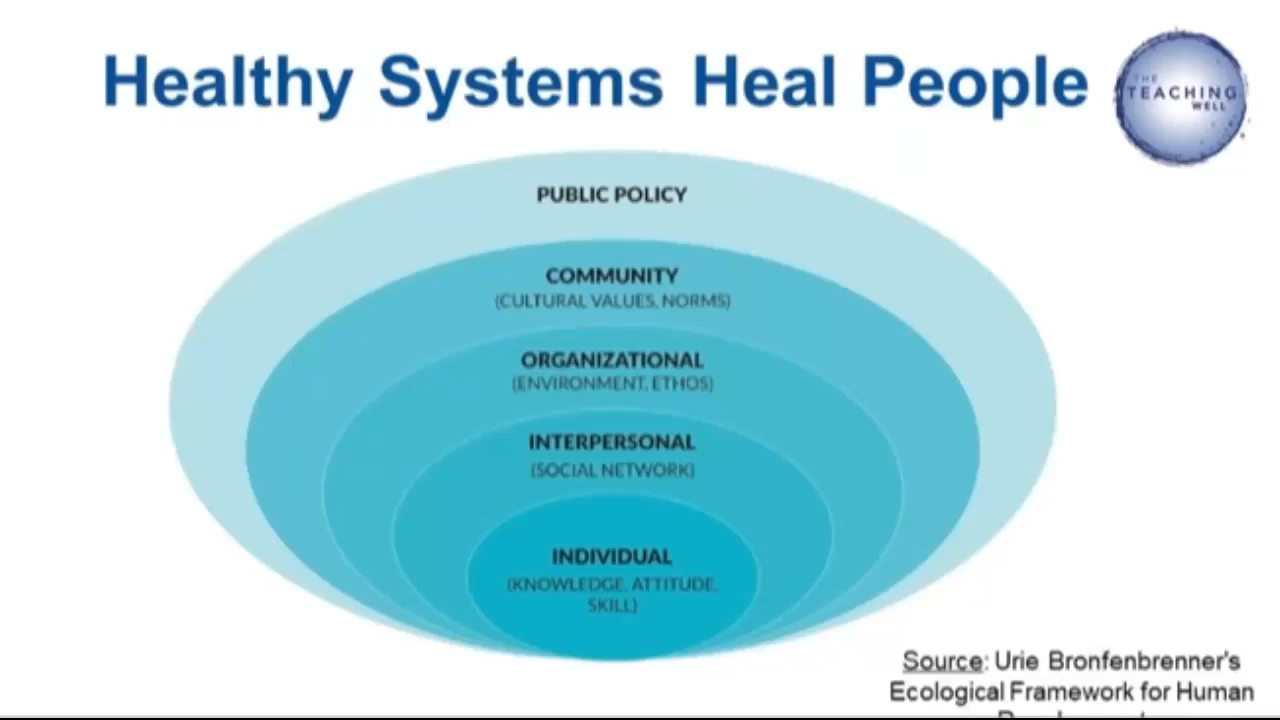 Healthy Systems Heal People
THE
TEACHING
WELL
PUBLIC POLICY
COMMUNITY
(CULTURAL VALUES, NORMS)
ORGANIZATIONAL
(ENVIRONMENT, ETHOS)
INTERPERSONAL
(SOCIAL NETWORK)
INDIVIDUAL
(KNOWLEDGE, ATTITUDE,
SKILL)
Source: Urie Bronfenbrenner's
Ecological Framework for Human